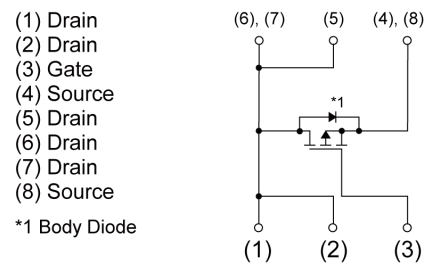 (1) Drain
(2) Drain
(3) Gate
(4) Source
(5) Drain
(6) Drain
(7) Drain
(8) Source
*1 Body Diode
(6), (7) (5) (4), (8)
*1
(1) (2) (3)